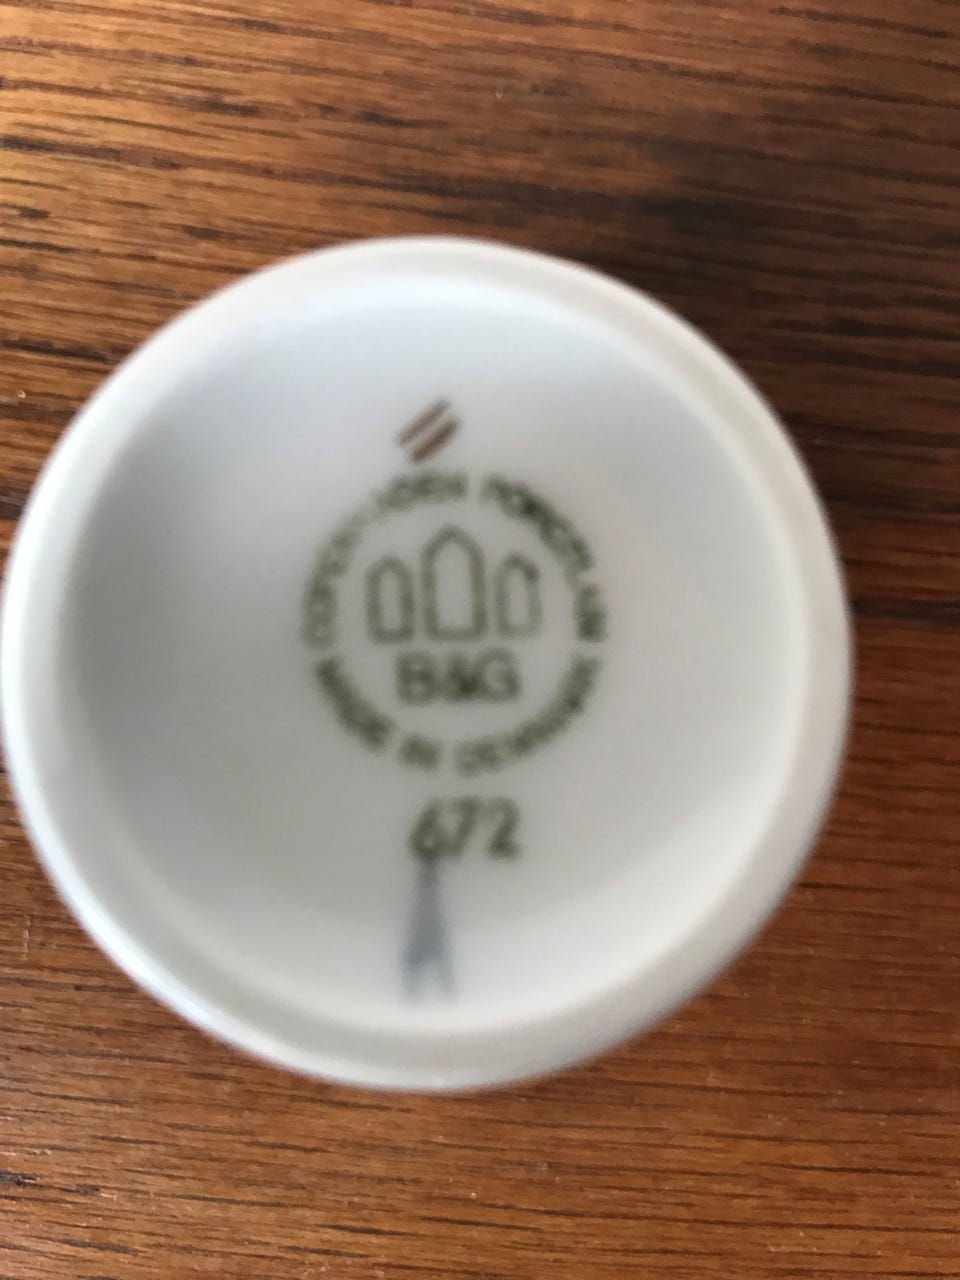 COPENHAGEN PORCELAIN
B&G
MADE IN DENMARK
672